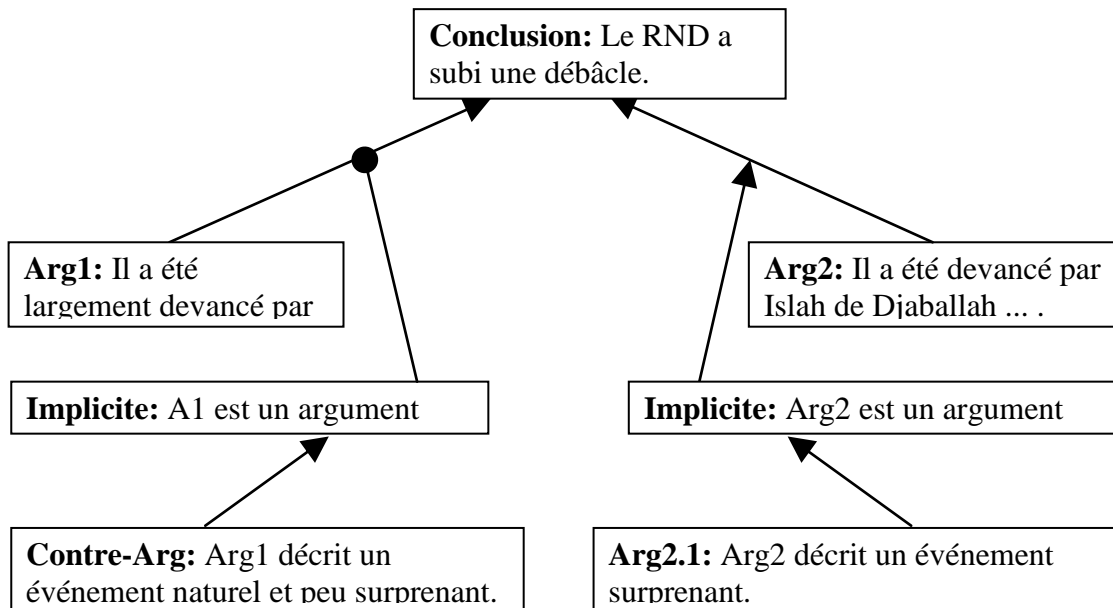 Conclusion: Le RND a
subi une débâcle.
Arg1: Il a été
largement devancé par
Arg2: Il a été devancé par
Islah de Djaballah ... .
Implicite: A1 est un argument
Implicite: Arg2 est un argument
Contre-Arg: Arg1 décrit un
événement naturel et peu surprenant.
Arg2.1: Arg2 décrit un événement
surprenant.